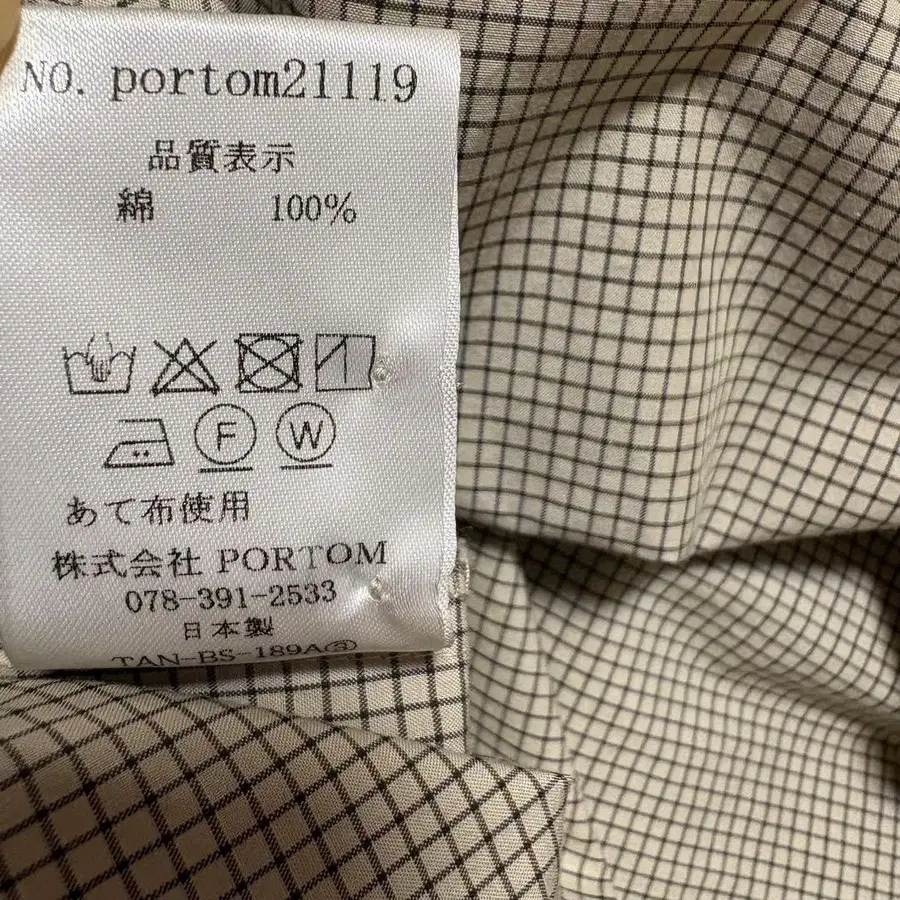 NO. portom21119
品質表示
綿 100%
F W
あて布使用
株式会社 PORTOM
078-391-2533
日本製
TAN-BS-189A⑤